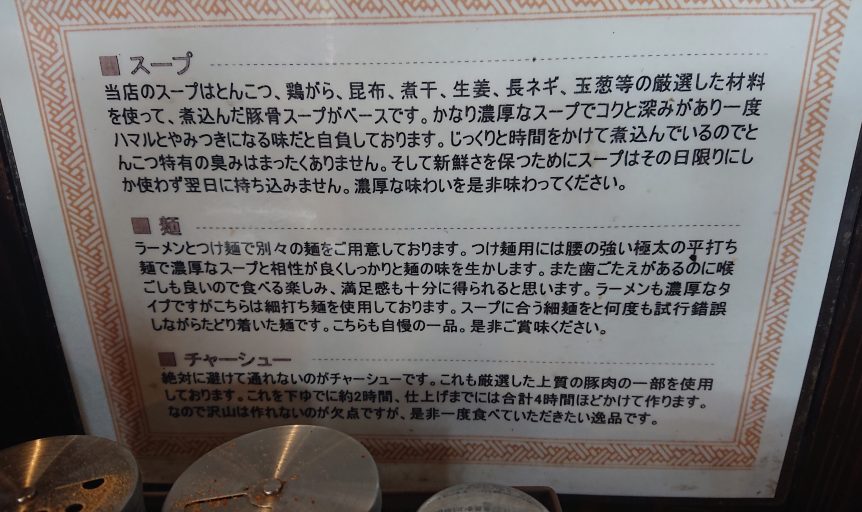 ■ スープ
当店のスープはとんこつ、鶏がら、昆布、煮干、生姜、長ネギ、玉葱等の厳選した材料
を使って、煮込んだ豚骨スープがベースです。かなり濃厚なスープでコクと深みがあり一度
ハマルとやみつきになる味だと自負しております。じっくりと時間をかけて煮込んでいるのでと
んこつ特有の臭みはまったくありません。そして新鮮さを保つためにスープはその日限りにし
か使わず翌日に持ち込みません。濃厚な味わいを是非味わってください。
■ 麺
ラーメンとつけ麺で別々の麺をご用意しております。つけ麺用には腰の強い極太の平打ち
麺で濃厚なスープと相性が良くしっかりと麺の味を生かします。また歯ごたえがあるのに喉
ごしも良いので食べる楽しみ、満足感も十分に得られると思います。ラーメンも濃厚なタ
イプですがこちらは細打ち麺を使用しております。スープに合う細麺をと何度も試行錯誤
しながらたどり着いた麺です。こちらも自慢の一品。是非ご賞味ください。
■ チャーシュー
絶対に避けて通れないのがチャーシューです。これも厳選した上質の豚肉の一部を使用
しております。これを下ゆでに約2時間、仕上げまでには合計4時間ほどかけて作ります。
なので沢山は作れないのが欠点ですが、是非一度食べていただきたい逸品です。